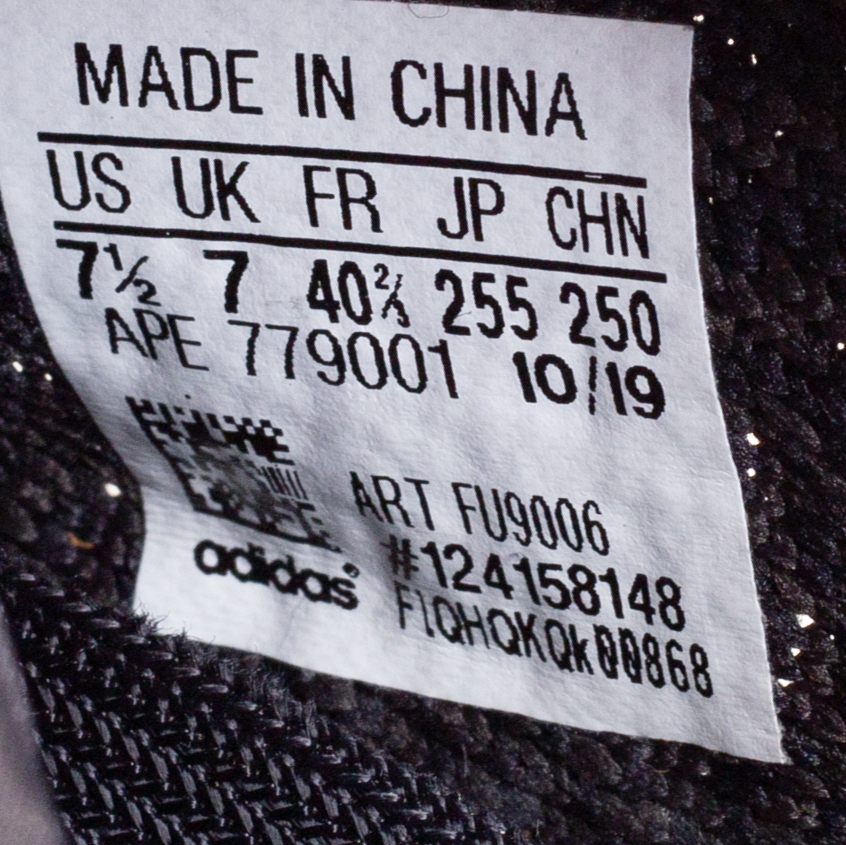 MADE IN CHINA
US UK FR JP CHN
7½ 7 40⅔ 255 250
APE 779001 10/19
ART FU9006
#124158148
adidas®
F1QHQKQk00868